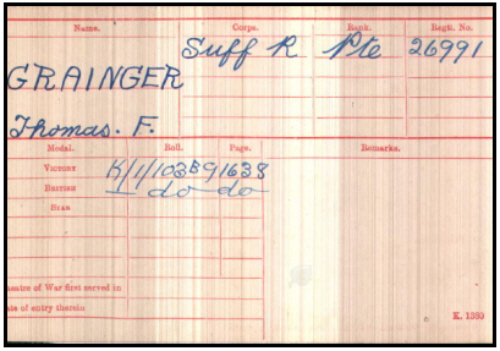 Name. Corps. Rank. Regtl. No.
Suff R Pte 26991
GRAINGER
Thomas. F.
Medal. Roll. Page. Remarks.
VICTORY K/1/103B9 1638
BRITISH do do
STAR
Theatre of War first served in
Date of entry therein
K. 1380